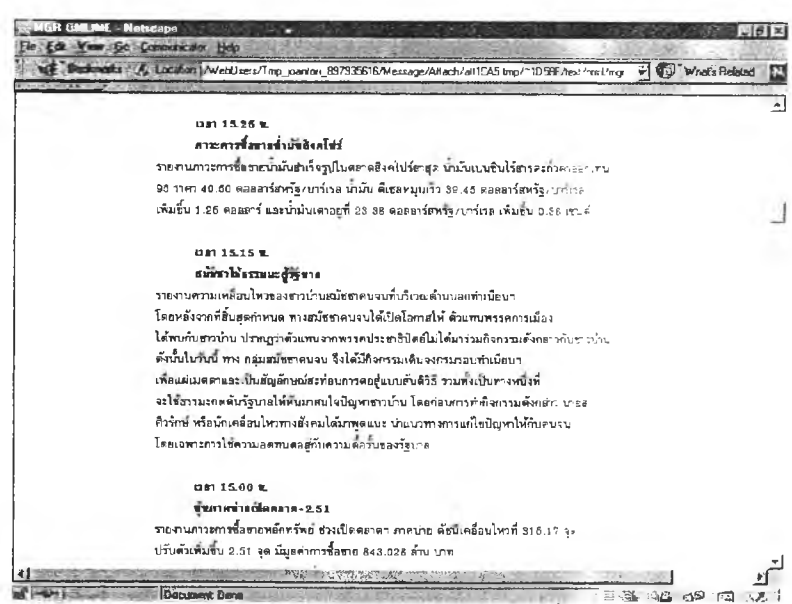 MGR ONLINE - Netscape
File Edit View Go Communicator Help
Bookmarks Location What's Related
เวลา 15.26 น.
ภาวะการซื้อขายน้ำมันสิงคโปร์
รายงานภาวะการซื้อขายน้ำมันสำเร็จรูปในตลาดสิงคโปร์ล่าสุด น้ำมันเบนซินไร้สารตะกั่ว
95 ราคา 40.60 ดอลลาร์สหรัฐ/บาร์เรล น้ำมัน ดีเซลหมุนเร็ว 39.45 ดอลลาร์สหรัฐ/บาร์เรล
เพิ่มขึ้น 1.25 ดอลลาร์ และน้ำมันเตาอยู่ที่ 23.38 ดอลลาร์สหรัฐ/บาร์เรล เพิ่มขึ้น 0.36 เซนต์
เวลา 15.15 น.
สมัชชาใช้ธรรมะสู้รัฐบาล
รายงานความเคลื่อนไหวของชาวบ้านสมัชชาคนจนที่บริเวณด้านนอกทำเนียบฯ
โดยหลังจากที่สิ้นสุดกำหนด ทางสมัชชาคนจนได้เปิดโอกาสให้ ตัวแทนพรรคการเมือง
ได้พบกับชาวบ้าน ปรากฏว่าตัวแทนจากพรรคประชาธิปัตย์ไม่ได้มาร่วมกิจกรรมดังกล่าวกับชาวบ้าน
ดังนั้นในวันนี้ ทาง กลุ่มสมัชชาคนจน จึงได้มีกิจกรรมเดินจงกรมรอบทำเนียบฯ
เพื่อแผ่เมตตาและเป็นสัญลักษณ์สะท้อนการต่อสู้แบบสันติวิธี รวมทั้งเป็นทางหนึ่งที่
จะใช้ธรรมะกดดันรัฐบาลให้หันมาสนใจปัญหาชาวบ้าน โดยก่อนการทำกิจกรรมดังกล่าว
ศิวรักษ์ หรือนักเคลื่อนไหวทางสังคมได้มาพูดแนะ นำแนวทางการแก้ไขปัญหาให้กับคนจน
โดยเฉพาะการใช้ความอดทนต่อสู้กับความดื้อรั้นของรัฐบาล
เวลา 15.00 น.
หุ้นภาคบ่ายเปิดตลาด+2.51
รายงานภาวะการซื้อขายหลักทรัพย์ ช่วงเปิดตลาดฯ ภาคบ่าย ดัชนีเคลื่อนไหวที่ 316.17 จุด
ปรับตัวเพิ่มขึ้น 2.51 จุด มีมูลค่าการซื้อขาย 843.028 ล้าน บาท
Document Done